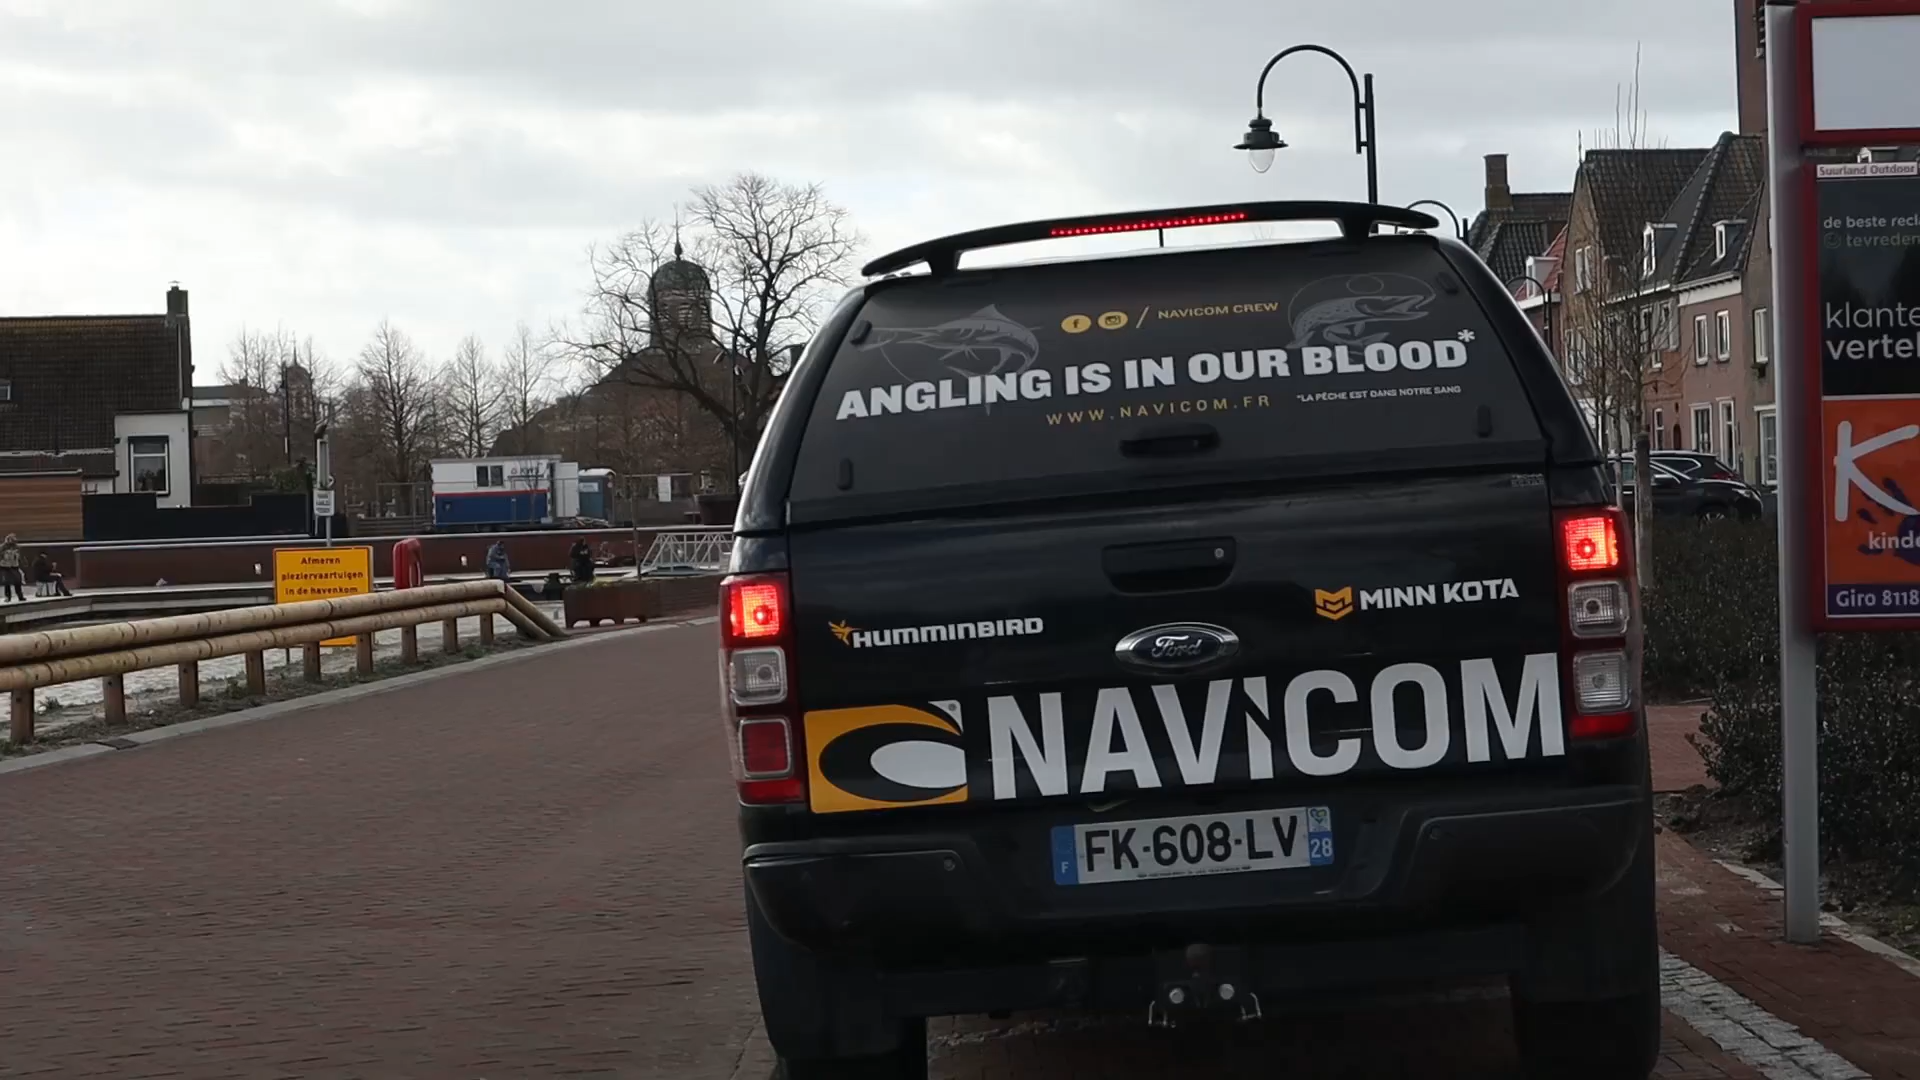 NAVICOM CREW
ANGLING IS IN OUR BLOOD*
WWW.NAVICOM.FR
*LA PÊCHE EST DANS NOTRE SANG
HUMMINBIRD
MINN KOTA
Ford
NAVICOM
F
FK-608-LV
28
Afmeren
pleziervaartuigen
in de havenkom
Suurland Outdoor
de beste recl
tevreden
klante
vertel
K
kinde
Giro 8118